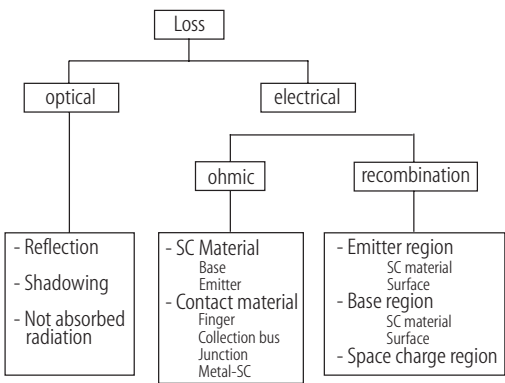 Loss
optical
electrical
ohmic
recombination
- Reflection
- Shadowing
- Not absorbed
radiation
- SC Material
Base
Emitter
- Contact material
Finger
Collection bus
Junction
Metal-SC
- Emitter region
SC material
Surface
- Base region
SC material
Surface
- Space charge region